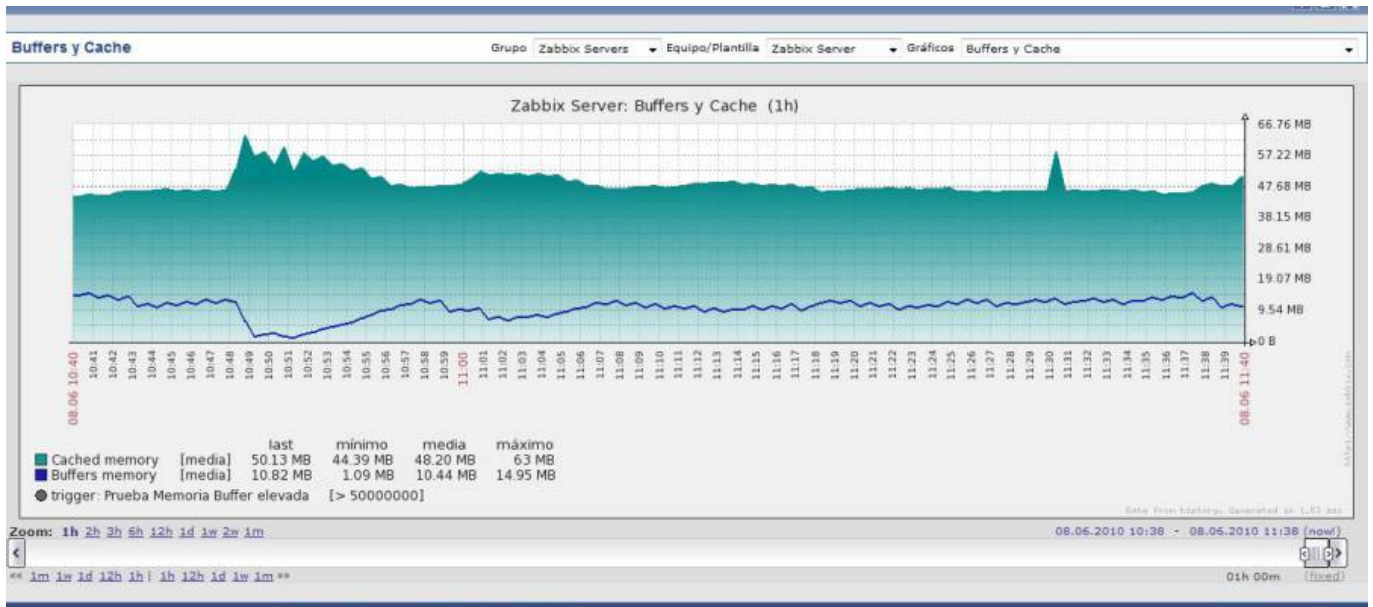 Buffers y Cache
Grupo Zabbix Servers Equipo/Plantilla Zabbix Server Gráficos Buffers y Cache
Zabbix Server: Buffers y Cache (1h)
66.76 MB
57.22 MB
47.68 MB
38.15 MB
28.61 MB
19.07 MB
9.54 MB
0 B
08.06 10:40 10:41 10:42 10:43 10:44 10:45 10:46 10:47 10:48 10:49 10:50 10:51 10:52 10:53 10:54 10:55 10:56 10:57 10:58 10:59 11:00 11:01 11:02 11:03 11:04 11:05 11:06 11:07 11:08 11:09 11:10 11:11 11:12 11:13 11:14 11:15 11:16 11:17 11:18 11:19 11:20 11:21 11:22 11:23 11:24 11:25 11:26 11:27 11:28 11:29 11:30 11:31 11:32 11:33 11:34 11:35 11:36 11:37 11:38 11:39 08.06 11:40
last mínimo media máximo
Cached memory [media] 50.13 MB 44.39 MB 48.20 MB 63 MB
Buffers memory [media] 10.82 MB 1.09 MB 10.44 MB 14.95 MB
trigger: Prueba Memoria Buffer elevada [> 50000000]
Data from history. Generated in 1.83 sec
Zoom: 1h 2h 3h 6h 12h 1d 1w 2w 1m 08.06.2010 10:38 - 08.06.2010 11:38 (now!)
«« 1m 1w 1d 12h 1h | 1h 12h 1d 1w 1m »» 01h 00m (fixed)